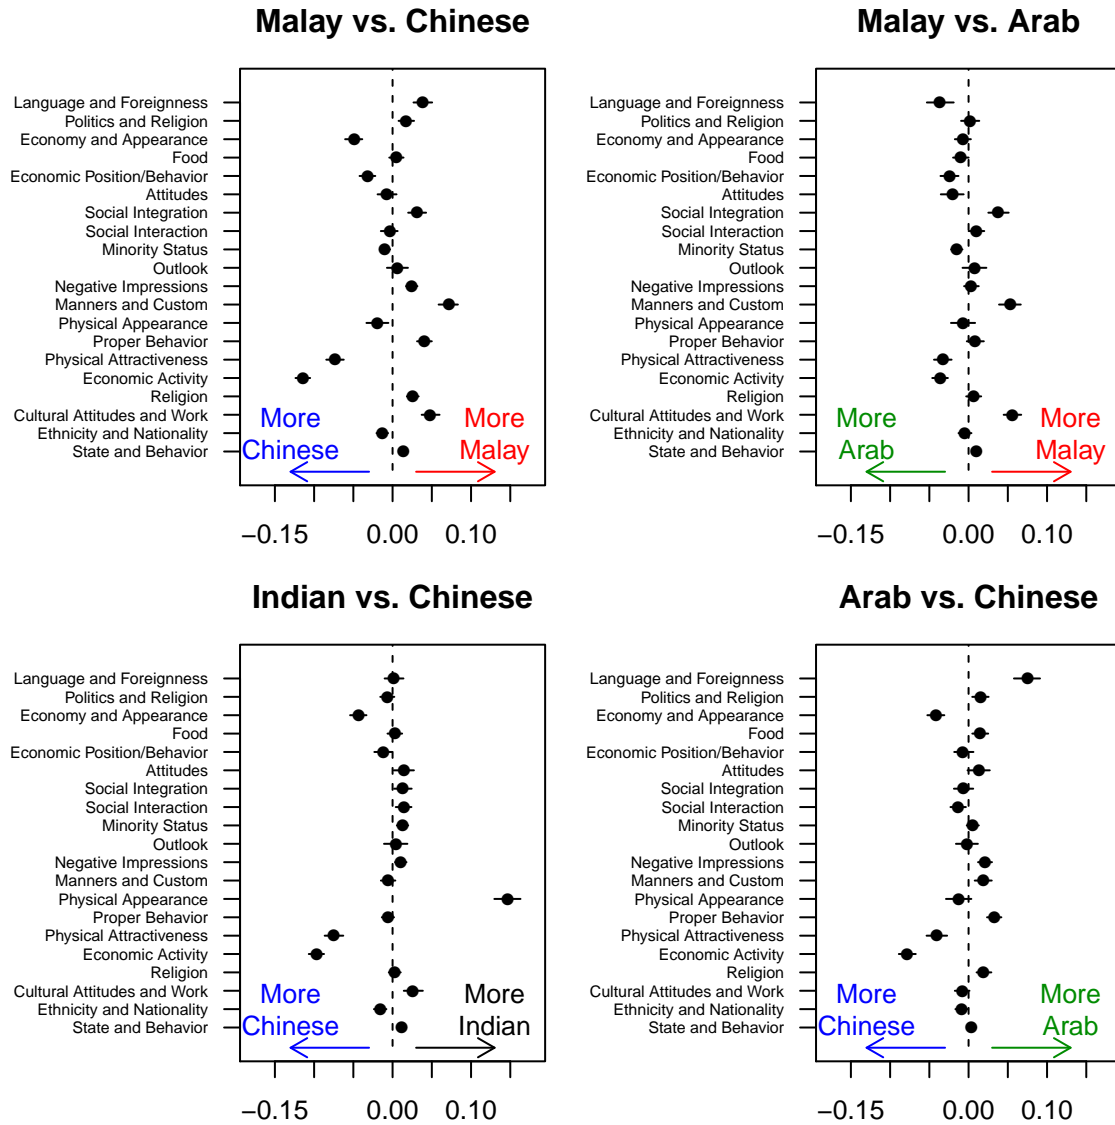 Malay vs. Chinese
Language and Foreignness
Politics and Religion
Economy and Appearance
Food
Economic Position/Behavior
Attitudes
Social Integration
Social Interaction
Minority Status
Outlook
Negative Impressions
Manners and Custom
Physical Appearance
Proper Behavior
Physical Attractiveness
Economic Activity
Religion
Cultural Attitudes and Work
Ethnicity and Nationality
State and Behavior
More
Chinese
More
Malay
−0.15 0.00 0.10
Malay vs. Arab
Language and Foreignness
Politics and Religion
Economy and Appearance
Food
Economic Position/Behavior
Attitudes
Social Integration
Social Interaction
Minority Status
Outlook
Negative Impressions
Manners and Custom
Physical Appearance
Proper Behavior
Physical Attractiveness
Economic Activity
Religion
Cultural Attitudes and Work
Ethnicity and Nationality
State and Behavior
More
Arab
More
Malay
−0.15 0.00 0.10
Indian vs. Chinese
Language and Foreignness
Politics and Religion
Economy and Appearance
Food
Economic Position/Behavior
Attitudes
Social Integration
Social Interaction
Minority Status
Outlook
Negative Impressions
Manners and Custom
Physical Appearance
Proper Behavior
Physical Attractiveness
Economic Activity
Religion
Cultural Attitudes and Work
Ethnicity and Nationality
State and Behavior
More
Chinese
More
Indian
−0.15 0.00 0.10
Arab vs. Chinese
Language and Foreignness
Politics and Religion
Economy and Appearance
Food
Economic Position/Behavior
Attitudes
Social Integration
Social Interaction
Minority Status
Outlook
Negative Impressions
Manners and Custom
Physical Appearance
Proper Behavior
Physical Attractiveness
Economic Activity
Religion
Cultural Attitudes and Work
Ethnicity and Nationality
State and Behavior
More
Chinese
More
Arab
−0.15 0.00 0.10